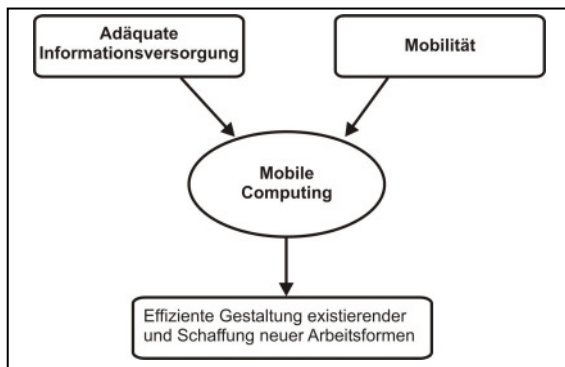 Adäquate
Informationsversorgung
Mobilität
Mobile
Computing
Effiziente Gestaltung existierender
und Schaffung neuer Arbeitsformen